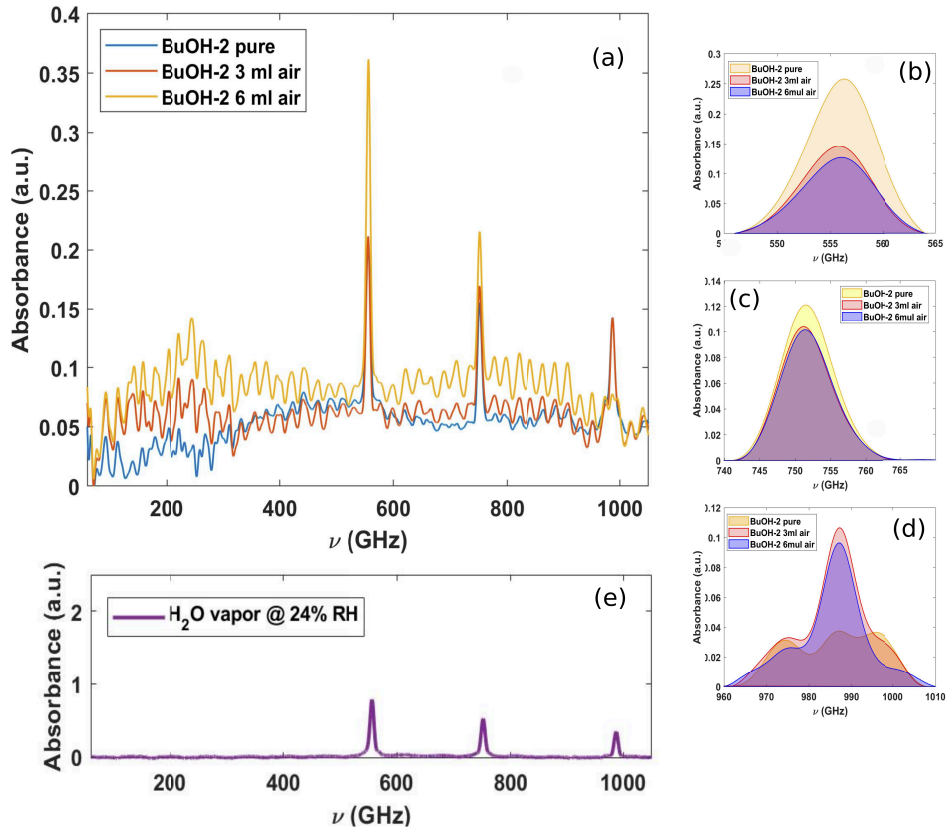 0.4
0.35
0.3
0.25
0.2
0.15
0.1
0.05
0
Absorbance (a.u.)
BuOH-2 pure
BuOH-2 3 ml air
BuOH-2 6 ml air
(a)
200
400
600
800
1000
ν (GHz)
0.3
0.25
0.2
0.15
0.1
0.05
0
Absorbance (a.u.)
BuOH-2 pure
BuOH-2 3ml air
BuOH-2 6mul air
(b)
5
550
555
560
565
ν (GHz)
0.14
0.12
0.1
0.08
0.06
0.04
0.02
0
Absorbance (a.u.)
(c)
BuOH-2 pure
BuOH-2 3ml air
BuOH-2 6mul air
740
745
750
755
760
765
ν (GHz)
0.12
0.1
0.08
0.06
0.04
0.02
0
Absorbance (a.u.)
BuOH-2 pure
BuOH-2 3ml air
BuOH-2 6mul air
(d)
960
970
980
990
1000
1010
ν (GHz)
2
1
0
Absorbance (a.u.)
H₂O vapor @ 24% RH
(e)
200
400
600
800
1000
ν (GHz)